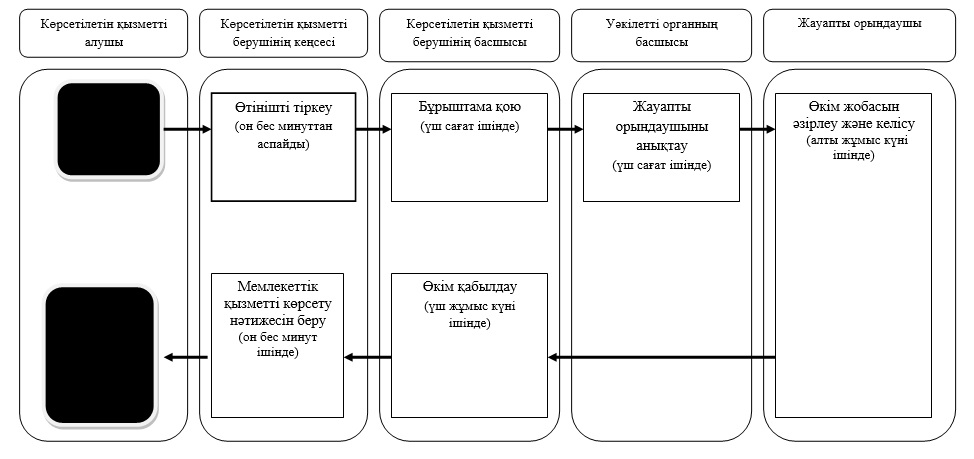 Көрсетілетін қызметті
алушы
Көрсетілетін қызметті
берушінің кеңсесі
Көрсетілетін қызметті
берушінің басшысы
Уәкілетті органның
басшысы
Жауапты орындаушы
Өтінішті тіркеу
(он бес минуттан
аспайды)
Бұрыштама қою
(үш сағат ішінде)
Жауапты
орындаушыны
анықтау
(үш сағат ішінде)
Өкім жобасын
әзірлеу және келісу
(алты жұмыс күні
ішінде)
Мемлекеттік
қызметті көрсету
нәтижесін беру
(он бес минут
ішінде)
Өкім қабылдау
(үш жұмыс күні
ішінде)